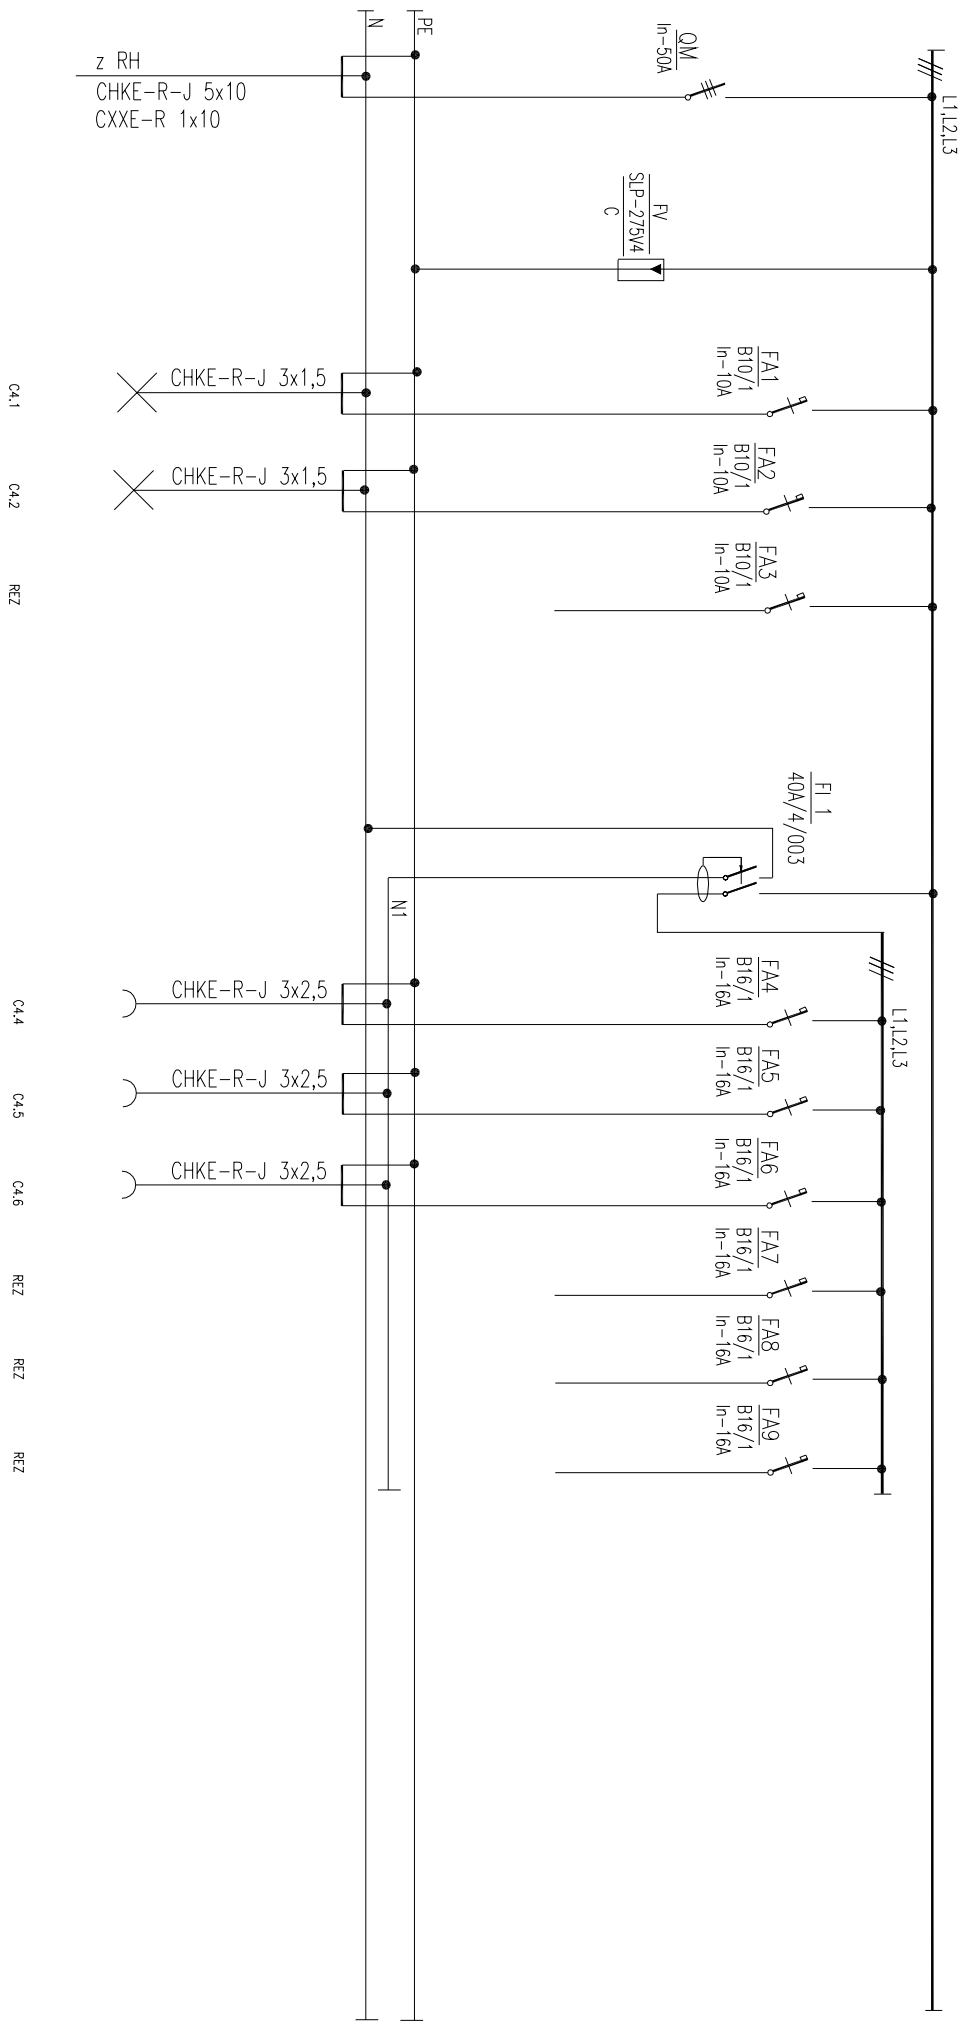 N
PE
z RH
CHKE-R-J 5x10
CXXE-R 1x10
QM
In-50A
L1,L2,L3
FV
SLP-275V4
C
C4.1
CHKE-R-J 3x1,5
FA1
B10/1
In-10A
C4.2
CHKE-R-J 3x1,5
FA2
B10/1
In-10A
REZ
FA3
B10/1
In-10A
FI 1
40A/4/003
N1
L1,L2,L3
C4.4
CHKE-R-J 3x2,5
FA4
B16/1
In-16A
C4.5
CHKE-R-J 3x2,5
FA5
B16/1
In-16A
C4.6
CHKE-R-J 3x2,5
FA6
B16/1
In-16A
REZ
FA7
B16/1
In-16A
REZ
FA8
B16/1
In-16A
REZ
FA9
B16/1
In-16A